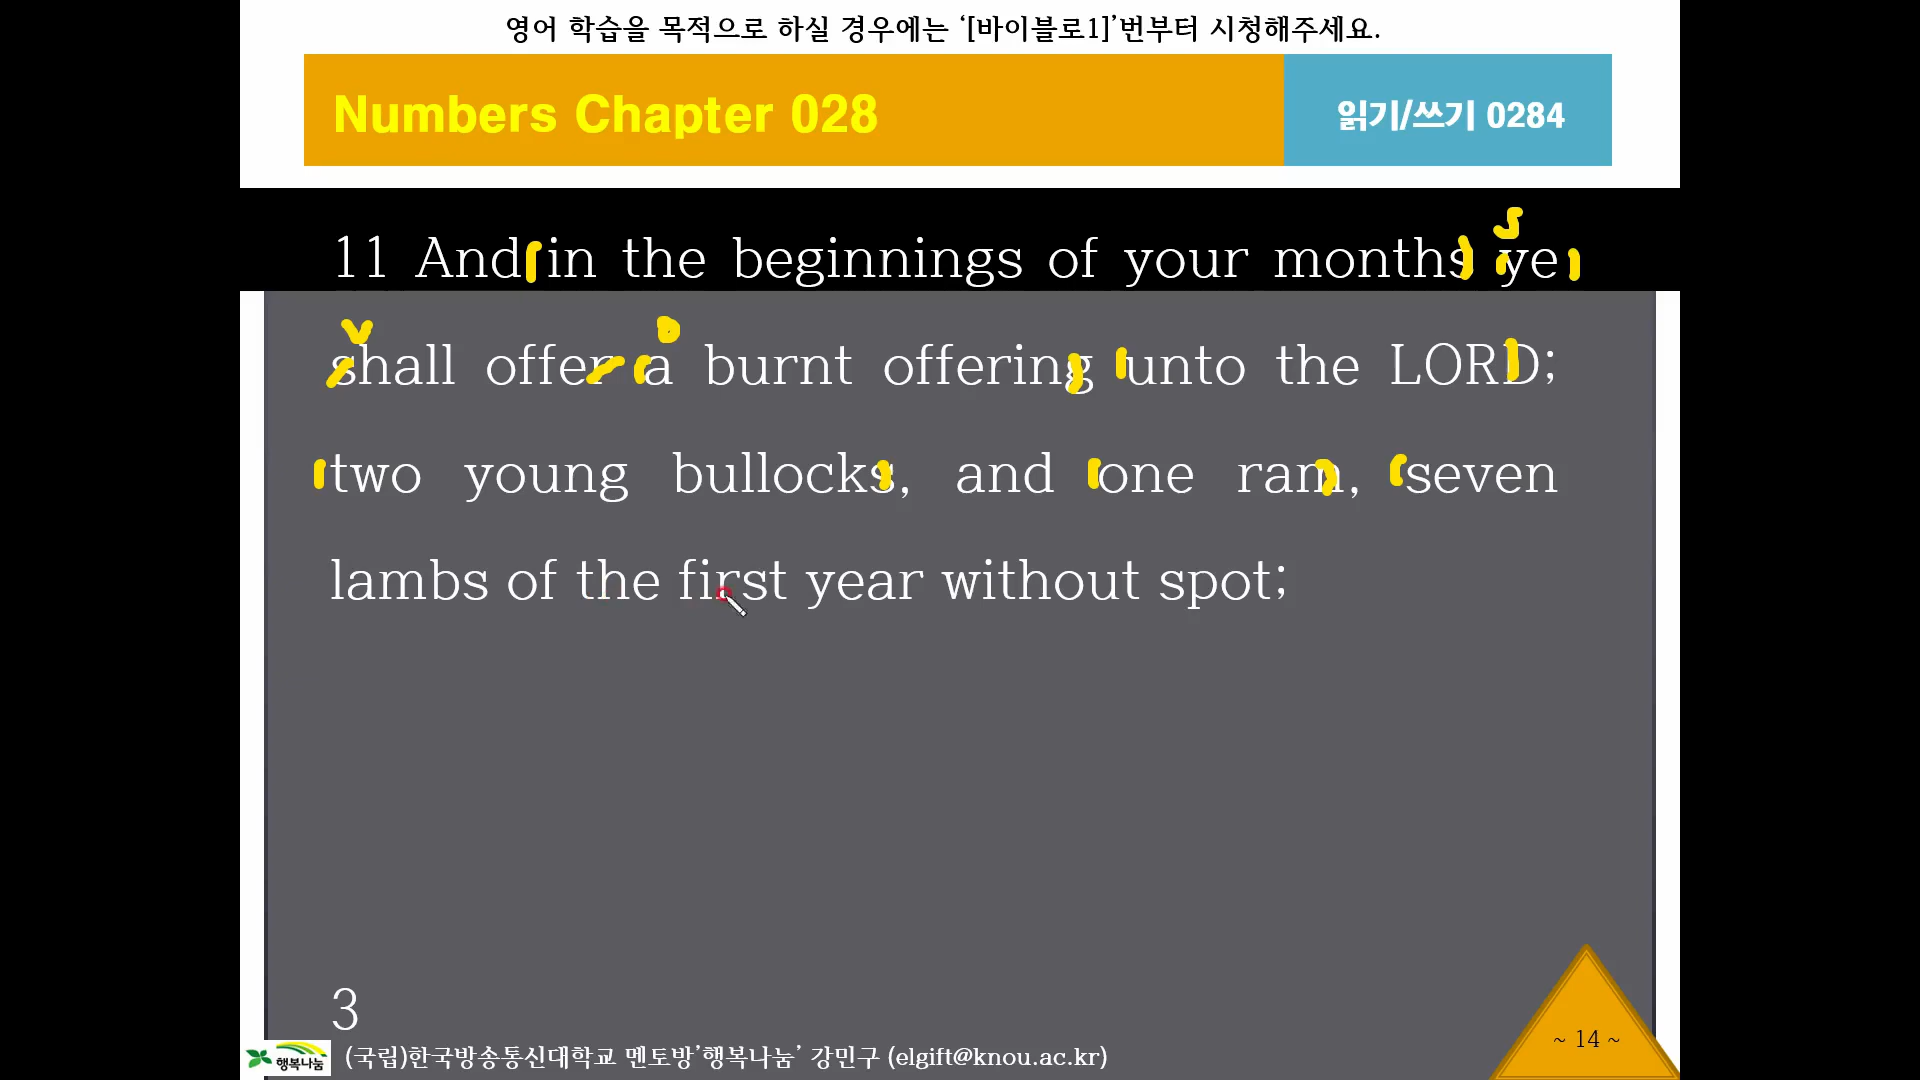 영어 학습을 목적으로 하실 경우에는 ‘[바이블로1]’번부터 시청해주세요.
Numbers Chapter 028
읽기/쓰기 0284
11 And in the beginnings of your months ye
S
V
O
shall offer a burnt offering unto the LORD;
two young bullocks, and one ram, seven
lambs of the first year without spot;
3
~ 14 ~
행복나눔
(국립)한국방송통신대학교 멘토방’행복나눔’ 강민구 (elgift@knou.ac.kr)